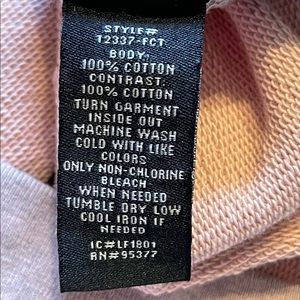 STYLE#
T2337-FCT
BODY:
100% COTTON
CONTRAST:
100% COTTON
TURN GARMENT
INSIDE OUT
MACHINE WASH
COLD WITH LIKE
COLORS
ONLY NON-CHLORINE
BLEACH
WHEN NEEDED
TUMBLE DRY LOW
COOL IRON IF
NEEDED
IC#LF1801
RN#95377